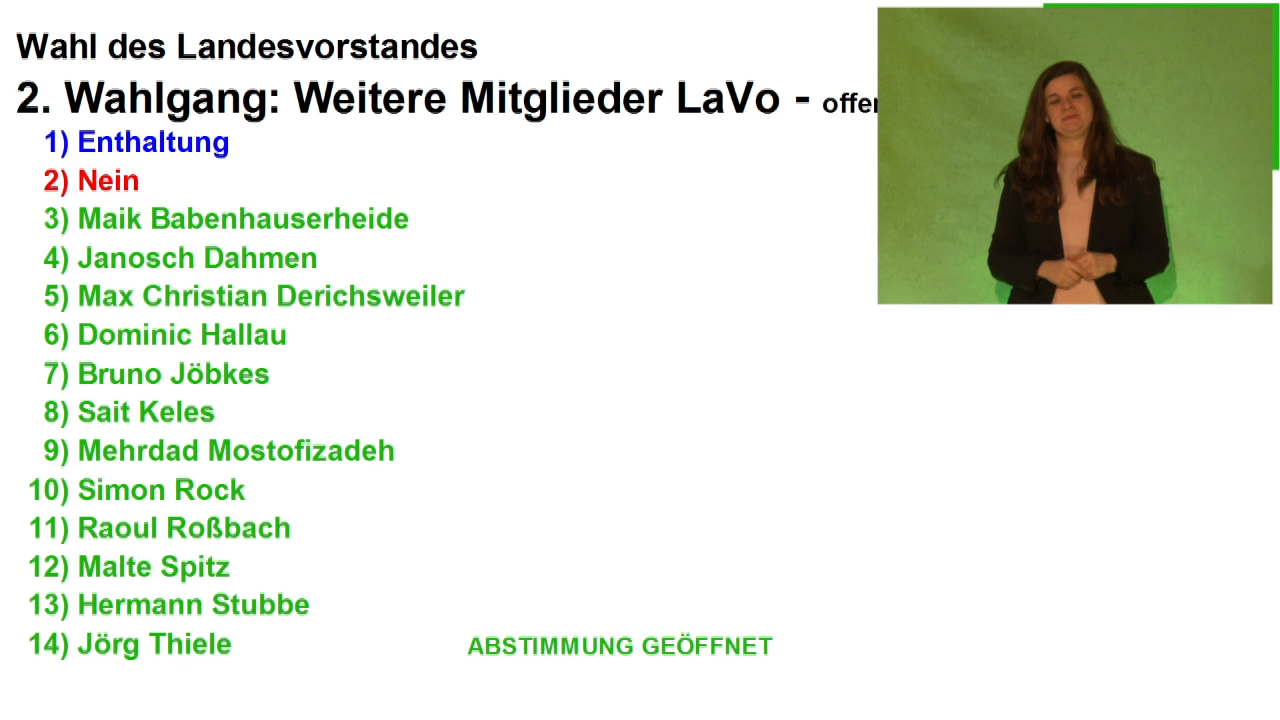 Wahl des Landesvorstandes
2. Wahlgang: Weitere Mitglieder LaVo -
1) Enthaltung
2) Nein
3) Maik Babenhauserheide
4) Janosch Dahmen
5) Max Christian Derichsweiler
6) Dominic Hallau
7) Bruno Jöbkes
8) Sait Keles
9) Mehrdad Mostofizadeh
10) Simon Rock
11) Raoul Roßbach
12) Malte Spitz
13) Hermann Stubbe
14) Jörg Thiele
ABSTIMMUNG GEÖFFNET